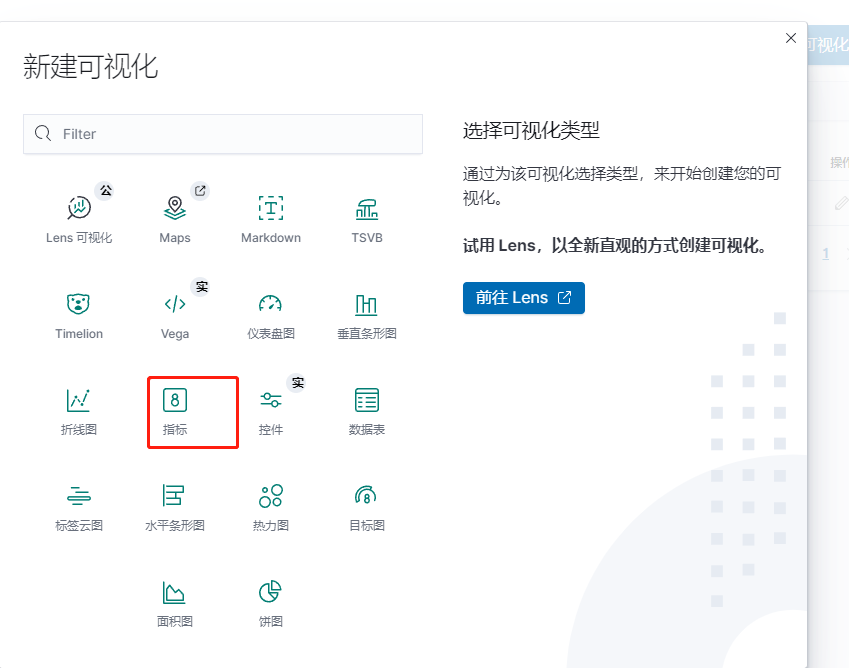 可视化
新建可视化
Filter
选择可视化类型
通过为该可视化选择类型，来开始创建您的可
视化。
试用 Lens，以全新直观的方式创建可视化。
前往 Lens
公
Lens 可视化
Maps
Markdown
TSVB
Timelion
实
Vega
仪表盘图
垂直条形图
折线图
8
指标
实
控件
数据表
标签云图
水平条形图
热力图
8
目标图
面积图
饼图
操作
1